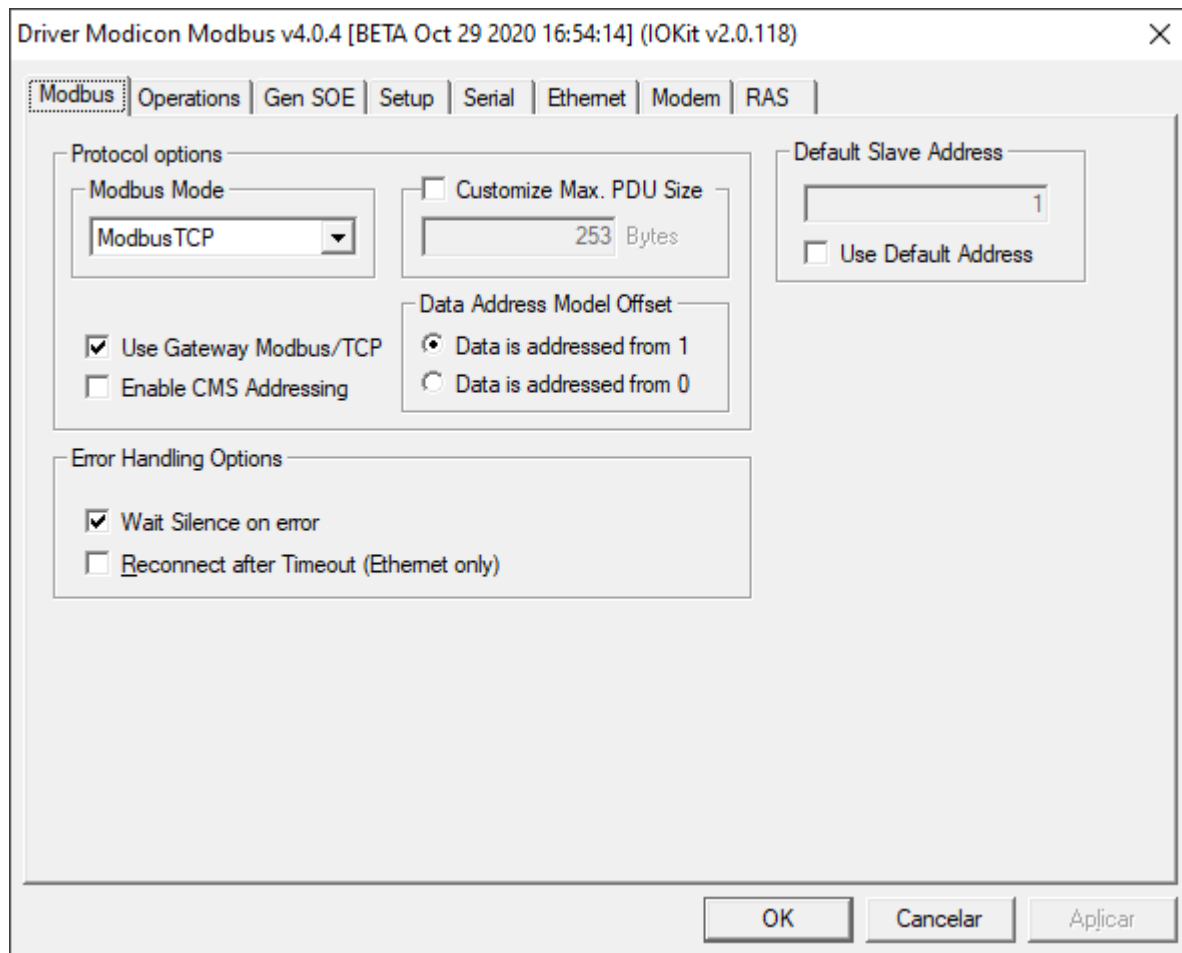 Driver Modicon Modbus v4.0.4 [BETA Oct 29 2020 16:54:14] (IOKit v2.0.118)
Modbus Operations Gen SOE Setup Serial Ethernet Modem RAS
Protocol options
Modbus Mode
ModbusTCP
Customize Max. PDU Size
253 Bytes
Use Gateway Modbus/TCP
Enable CMS Addressing
Data Address Model Offset
Data is addressed from 1
Data is addressed from 0
Default Slave Address
1
Use Default Address
Error Handling Options
Wait Silence on error
Reconnect after Timeout (Ethernet only)
OK Cancelar Aplicar